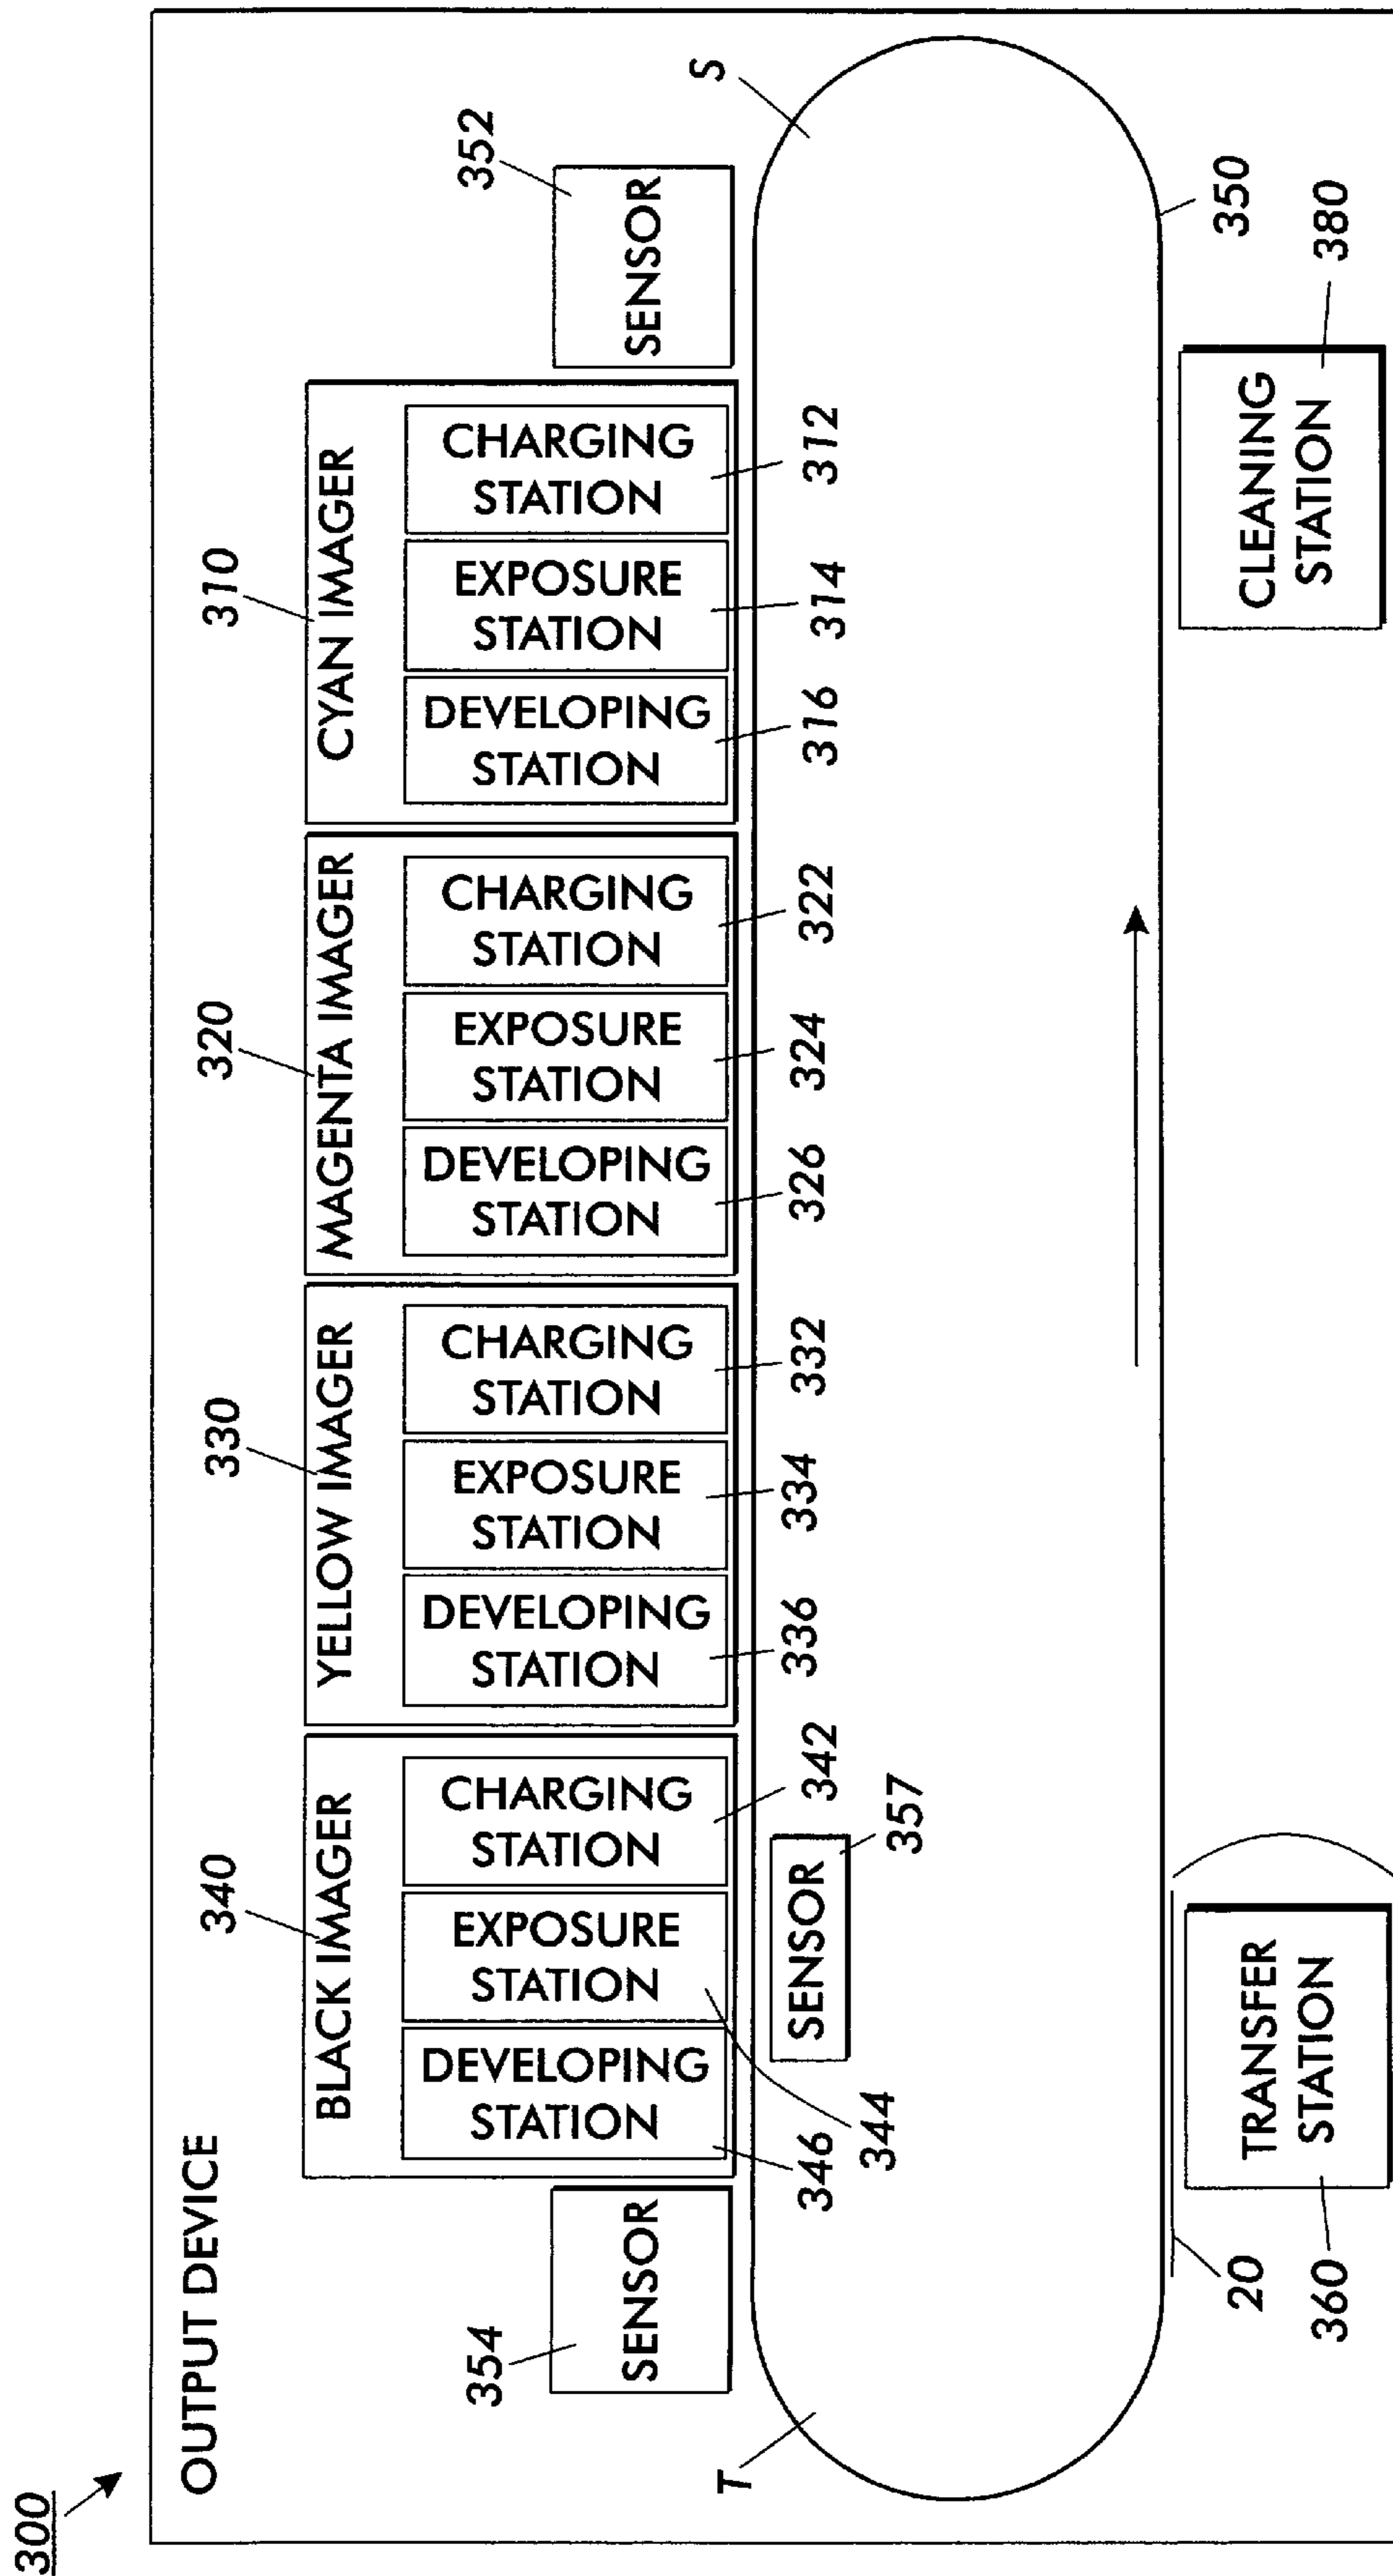 300
OUTPUT DEVICE
340
330
320
310
BLACK IMAGER
YELLOW IMAGER
MAGENTA IMAGER
CYAN IMAGER
354
SENSOR
DEVELOPING
STATION
EXPOSURE
STATION
CHARGING
STATION
DEVELOPING
STATION
EXPOSURE
STATION
CHARGING
STATION
DEVELOPING
STATION
EXPOSURE
STATION
CHARGING
STATION
DEVELOPING
STATION
EXPOSURE
STATION
CHARGING
STATION
352
SENSOR
T
346
344
SENSOR
342
357
336
334
332
326
324
322
316
314
312
S
20
350
360
TRANSFER
STATION
CLEANING
STATION
380